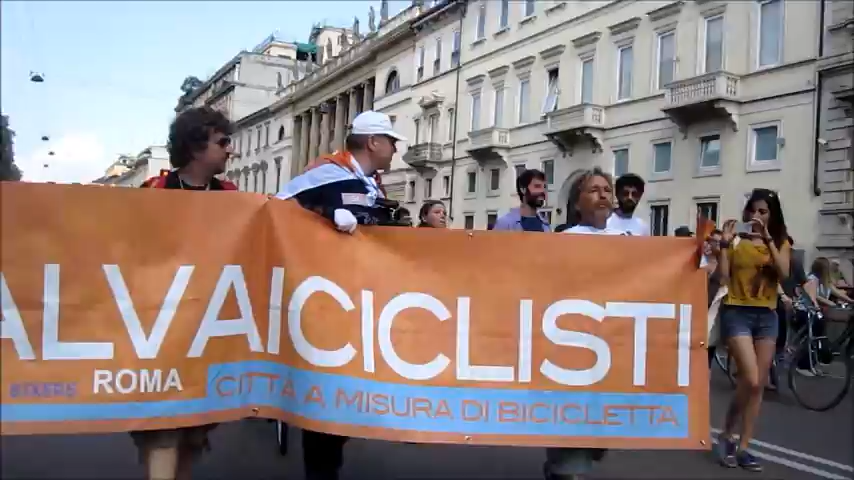 ALVAICICLISTI
BIKERS ROMA CITTÀ A MISURA DI BICICLETTA